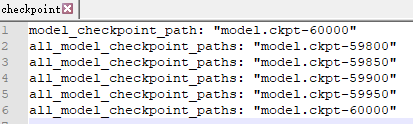 checkpoint
1 model_checkpoint_path: "model.ckpt-60000"
2 all_model_checkpoint_paths: "model.ckpt-59800"
3 all_model_checkpoint_paths: "model.ckpt-59850"
4 all_model_checkpoint_paths: "model.ckpt-59900"
5 all_model_checkpoint_paths: "model.ckpt-59950"
6 all_model_checkpoint_paths: "model.ckpt-60000"